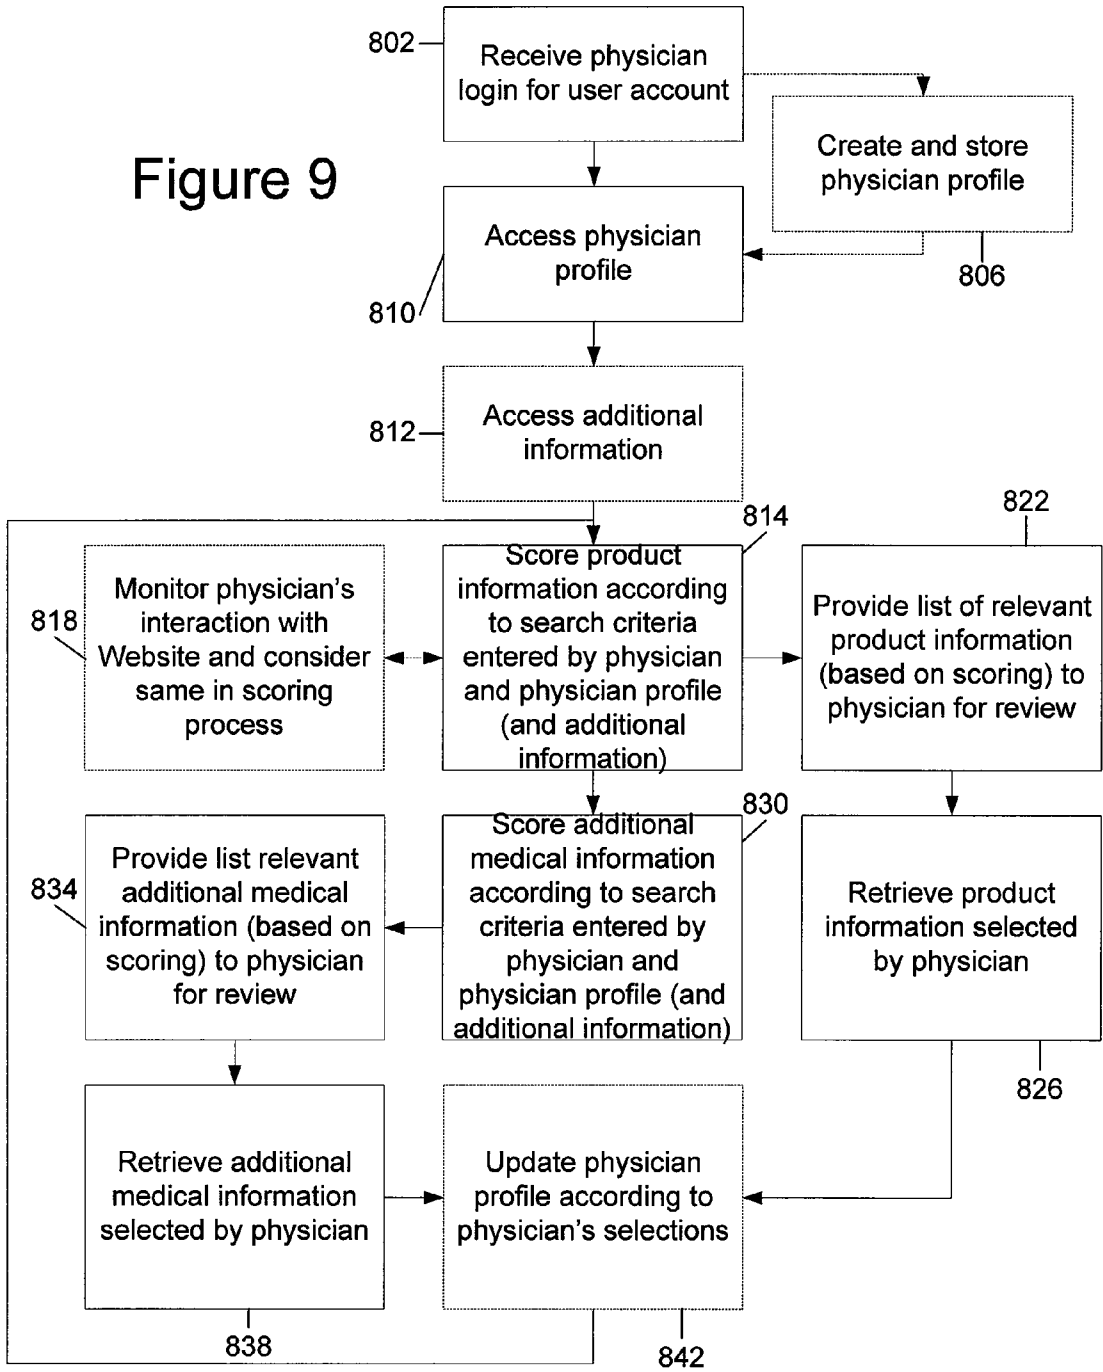 802
Receive physician
login for user account
Create and store
physician profile
806
Figure 9
Access physician
profile
810
Access additional
information
812
814
822
818
Monitor physician's
interaction with
Website and consider
same in scoring
process
Score product
information according
to search criteria
entered by physician
and physician profile
(and additional
information)
Provide list of relevant
product information
(based on scoring) to
physician for review
830
834
Provide list relevant
additional medical
information (based on
scoring) to physician
for review
Score additional
medical information
according to search
criteria entered by
physician and
physician profile (and
additional information)
Retrieve product
information selected
by physician
826
Retrieve additional
medical information
selected by physician
838
Update physician
profile according to
physician's selections
842